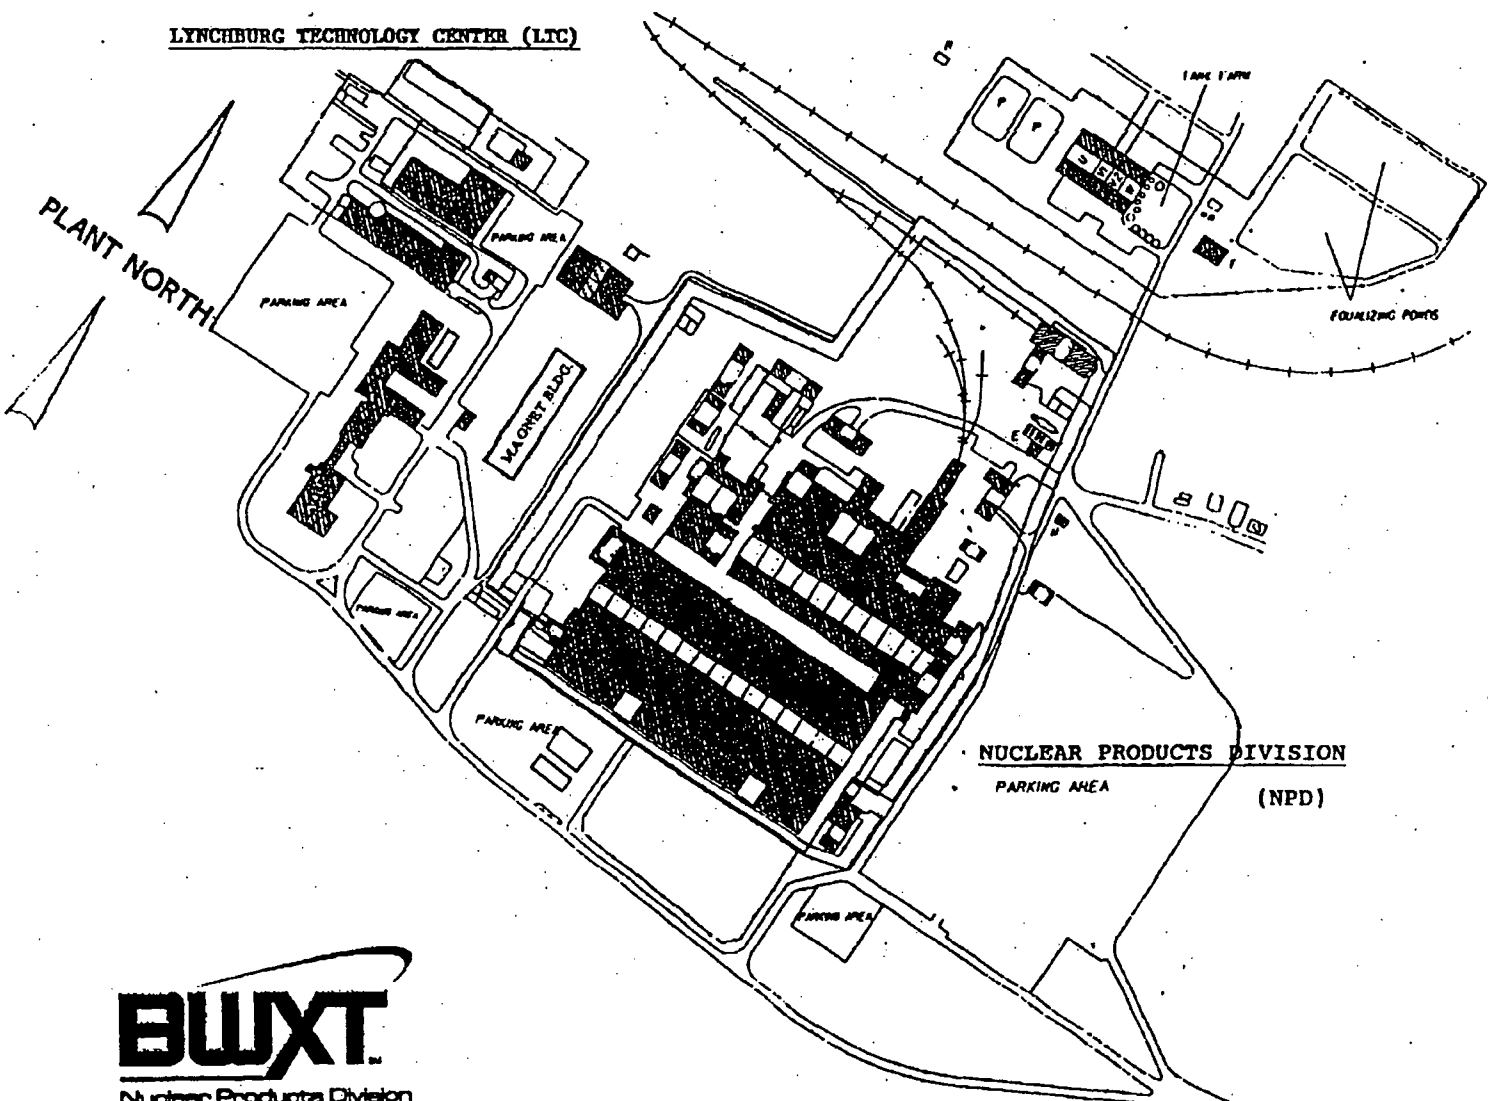 LYNCHBURG TECHNOLOGY CENTER (LTC)
TANK FARM
PLANT NORTH
PARKING AREA
PARKING AREA
EQUALIZING PONDS
MAGNET BLDG.
PARKING AREA
PARKING AREA
NUCLEAR PRODUCTS DIVISION
PARKING AREA
(NPD)
PARKING AREA
BWXT
Nuclear Products Division